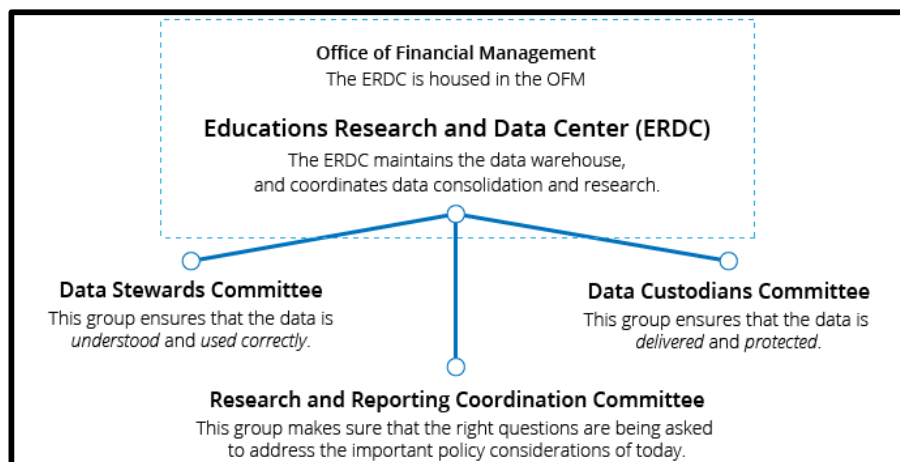 Office of Financial Management
The ERDC is housed in the OFM
Educations Research and Data Center (ERDC)
The ERDC maintains the data warehouse,
and coordinates data consolidation and research.
Data Stewards Committee
This group ensures that the data is
understood and used correctly.
Data Custodians Committee
This group ensures that the data is
delivered and protected.
Research and Reporting Coordination Committee
This group makes sure that the right questions are being asked
to address the important policy considerations of today.